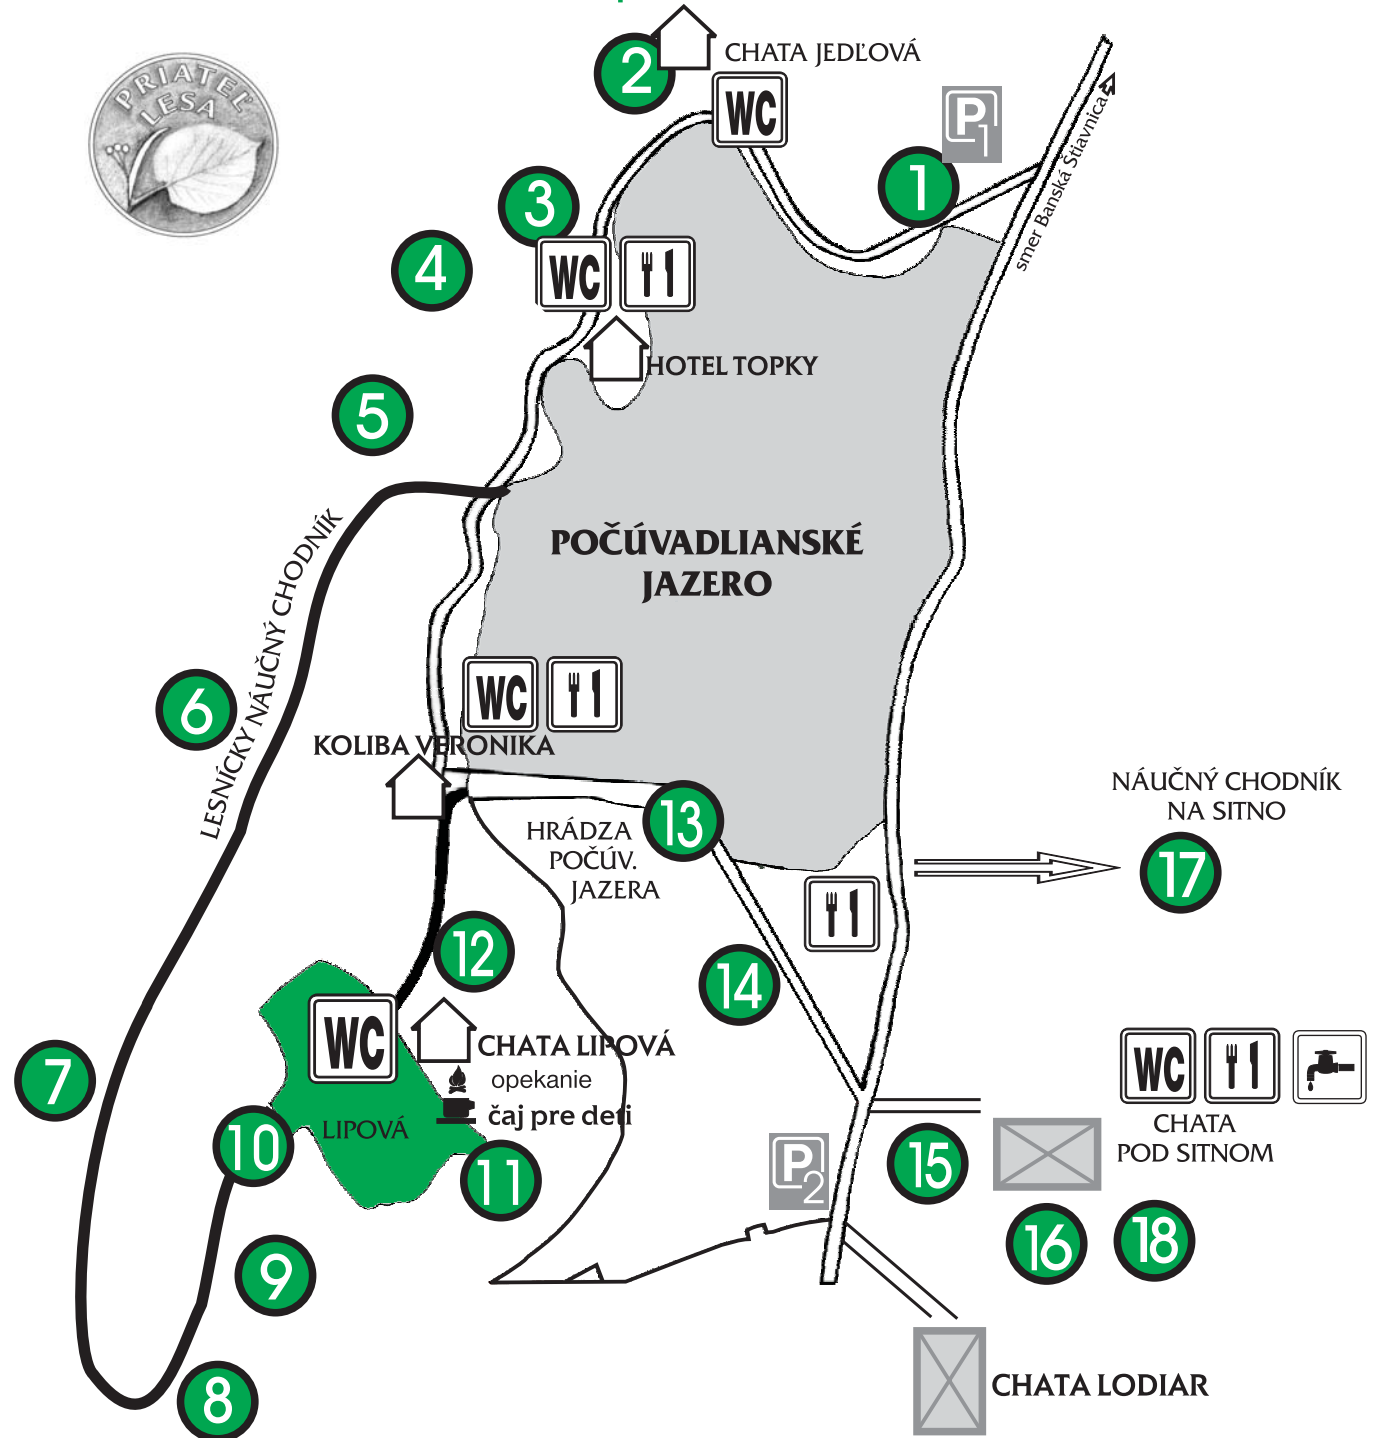 PRIATEĽ
LESA
2
CHATA JEDĽOVÁ
WC
P1
1
smer Banská Štiavnica
3
WC
4
HOTEL TOPKY
5
POČÚVADLIANSKÉ
JAZERO
LESNÍCKY NÁUČNÝ CHODNÍK
6
WC
KOLIBA VERONIKA
NÁUČNÝ CHODNÍK
NA SITNO
13
HRÁDZA
POČÚV.
JAZERA
17
12
14
WC
CHATA LIPOVÁ
opekanie
čaj pre deti
7
LIPOVÁ
10
11
WC
CHATA
POD SITNOM
P2
15
16
18
9
8
CHATA LODIAR